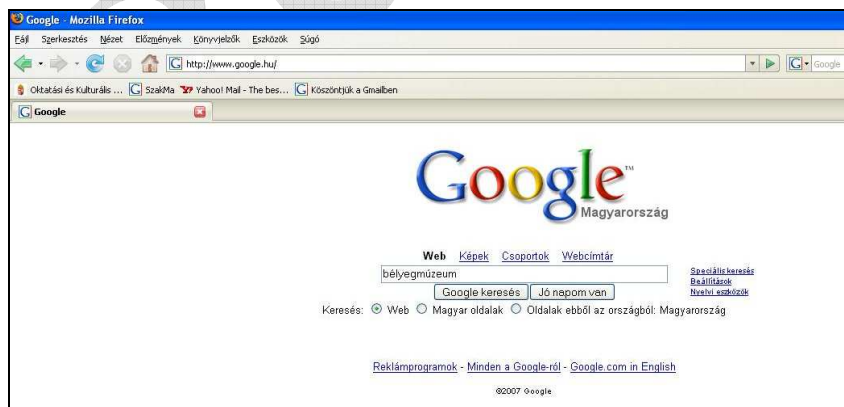 Google - Mozilla Firefox
Fájl Szerkesztés Nézet Előzmények Könyvjelzők Eszközök Súgó
http://www.google.hu/
Google
Oktatási és Kulturális ... SzakMa Yahoo! Mail - The bes... Köszöntjük a Gmailben
Google
Google™
Magyarország
Web Képek Csoportok Webcímtár
bélyegmúzeum
Speciális keresés
Beállítások
Nyelvi eszközök
Google keresés Jó napom van
Keresés: Web Magyar oldalak Oldalak ebből az országból: Magyarország
Reklámprogramok - Minden a Google-ról - Google.com in English
©2007 Google